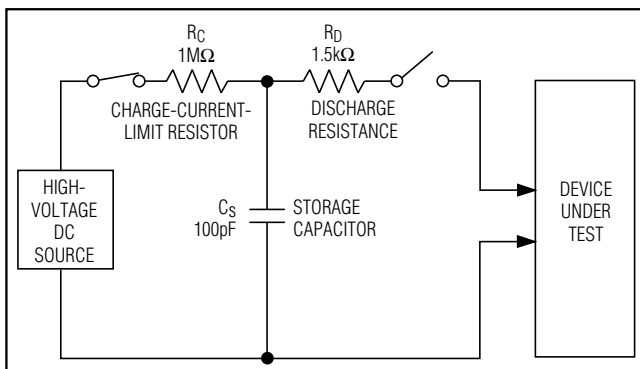 RC
1MΩ
CHARGE-CURRENT-
LIMIT RESISTOR
RD
1.5kΩ
DISCHARGE
RESISTANCE
HIGH-
VOLTAGE
DC
SOURCE
CS
100pF
STORAGE
CAPACITOR
DEVICE
UNDER
TEST